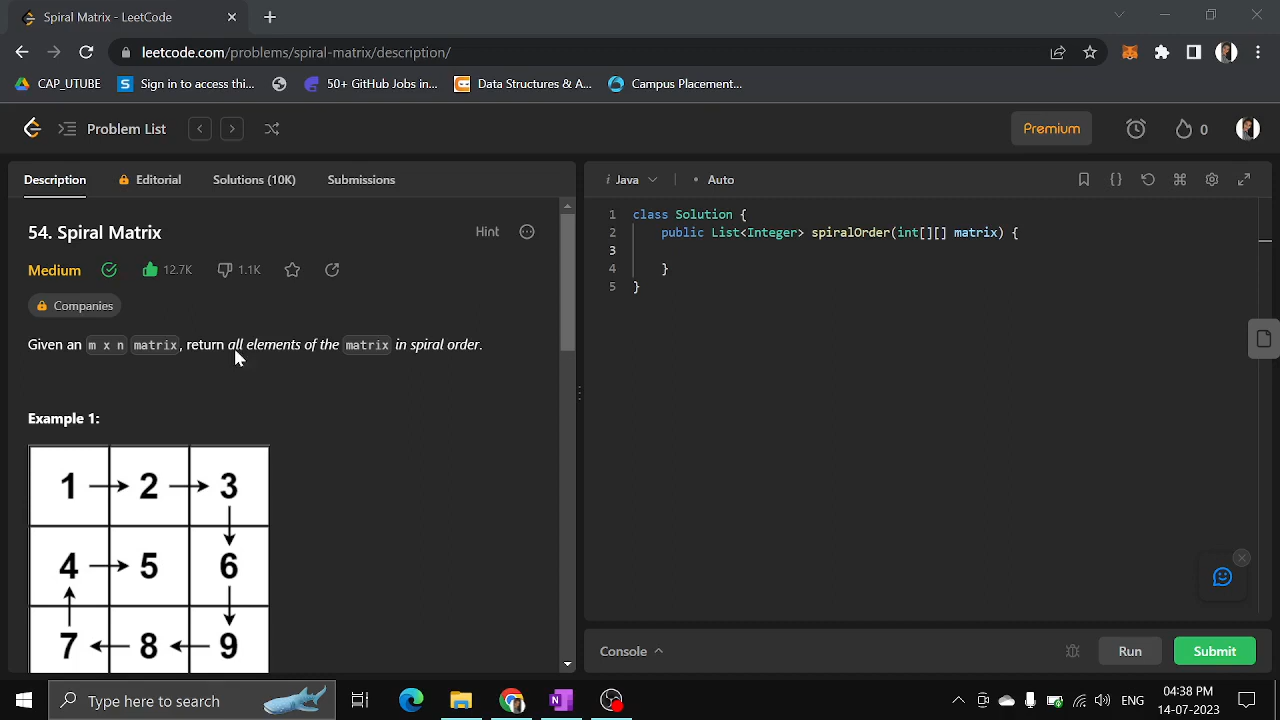 Spiral Matrix - LeetCode
leetcode.com/problems/spiral-matrix/description/
CAP_UTUBE Sign in to access thi... 50+ GitHub Jobs in... Data Structures & A... Campus Placement...
Problem List Premium 0
Description Editorial Solutions (10K) Submissions
54. Spiral Matrix Hint
Medium 12.7K 1.1K
Companies
Given an m x n matrix, return all elements of the matrix in spiral order.
Example 1:
1 2 3
4 5 6
7 8 9
i Java • Auto
1 class Solution {
2 public List<Integer> spiralOrder(int[][] matrix) {
3
4 }
5 }
Console Run Submit
Type here to search ENG 04:38 PM
14-07-2023